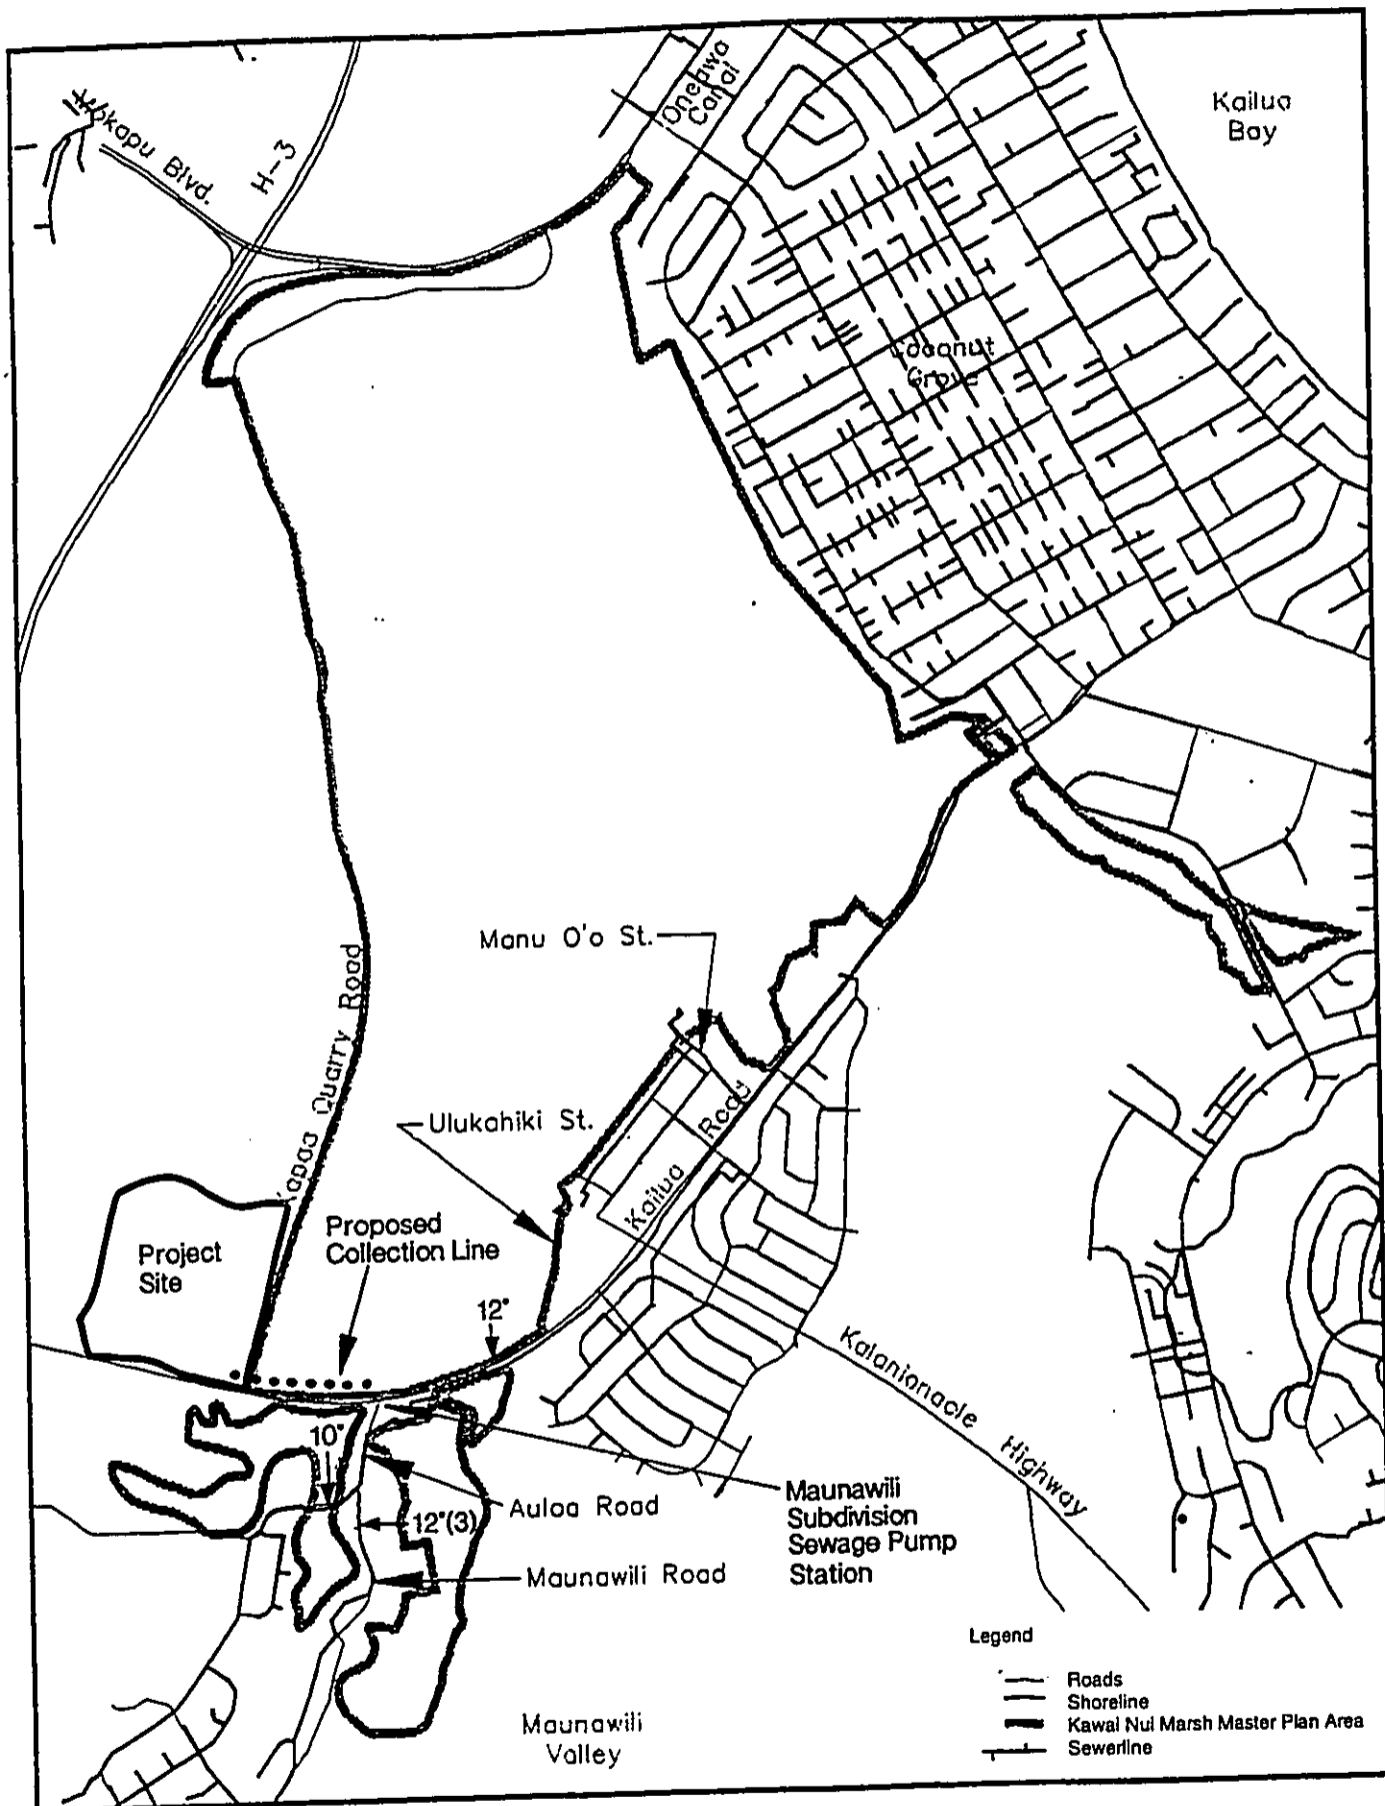 Oneawa
Canal
Kailua
Bay
Mokapu Blvd.
H-3
Coconut
Grove
Manu O'o St.
Kapaa Quarry Road
Ulukahiki St.
Kailua Road
Project
Site
Proposed
Collection Line
12"
Kalanianaole Highway
10"
Auloa Road
12"(3)
Maunawili
Subdivision
Sewage Pump
Station
Maunawili Road
Legend
Roads
Shoreline
Kawai Nui Marsh Master Plan Area
Sewerline
Maunawili
Valley